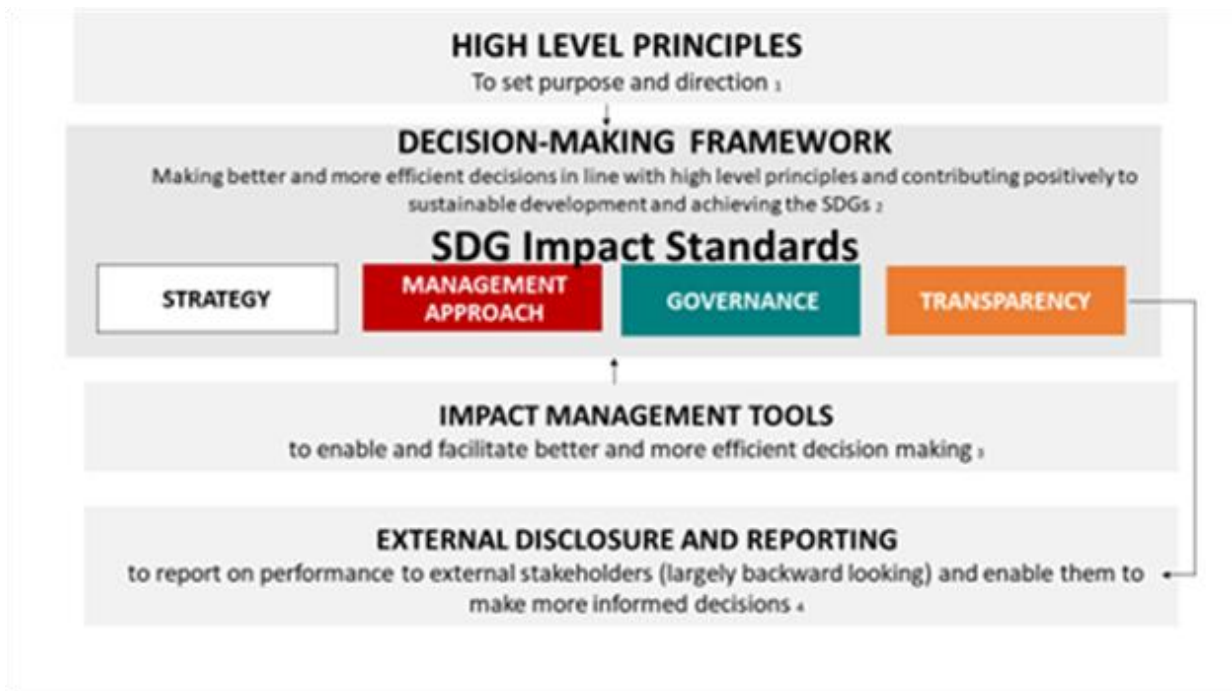 HIGH LEVEL PRINCIPLES
To set purpose and direction 1
DECISION-MAKING FRAMEWORK
Making better and more efficient decisions in line with high level principles and contributing positively to
sustainable development and achieving the SDGs 2
SDG Impact Standards
STRATEGY
MANAGEMENT
APPROACH
GOVERNANCE
TRANSPARENCY
IMPACT MANAGEMENT TOOLS
to enable and facilitate better and more efficient decision making 3
EXTERNAL DISCLOSURE AND REPORTING
to report on performance to external stakeholders (largely backward looking) and enable them to
make more informed decisions 4